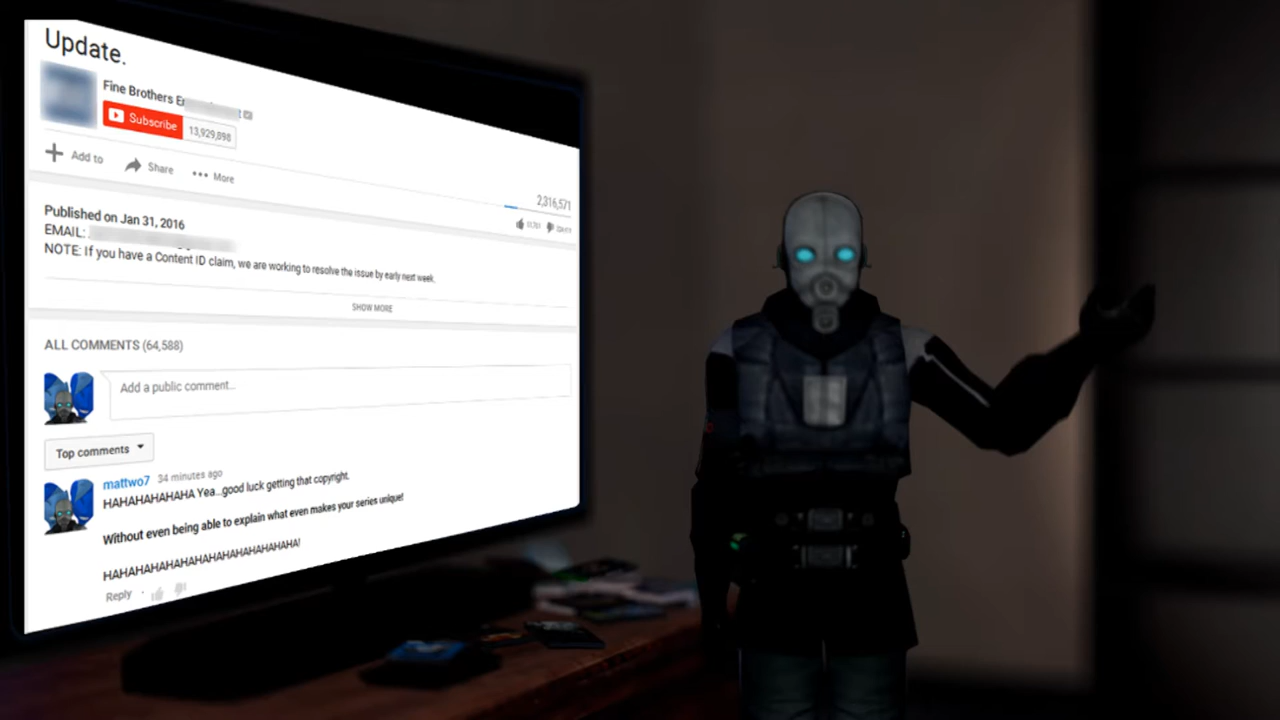 Update.
Fine Brothers
Subscribe 13,929,898
Add to Share More
2,316,571
Published on Jan 31, 2016
EMAIL:
NOTE: If you have a Content ID claim, we are working to resolve the issue by early next week.
SHOW MORE
ALL COMMENTS (64,588)
Add a public comment...
Top comments
mattwo7 34 minutes ago
HAHAHAHAHAHA Yea...good luck getting that copyright.
Without even being able to explain what even makes your series unique!
HAHAHAHAHAHAHAHAHAHAHAHAHA!
Reply